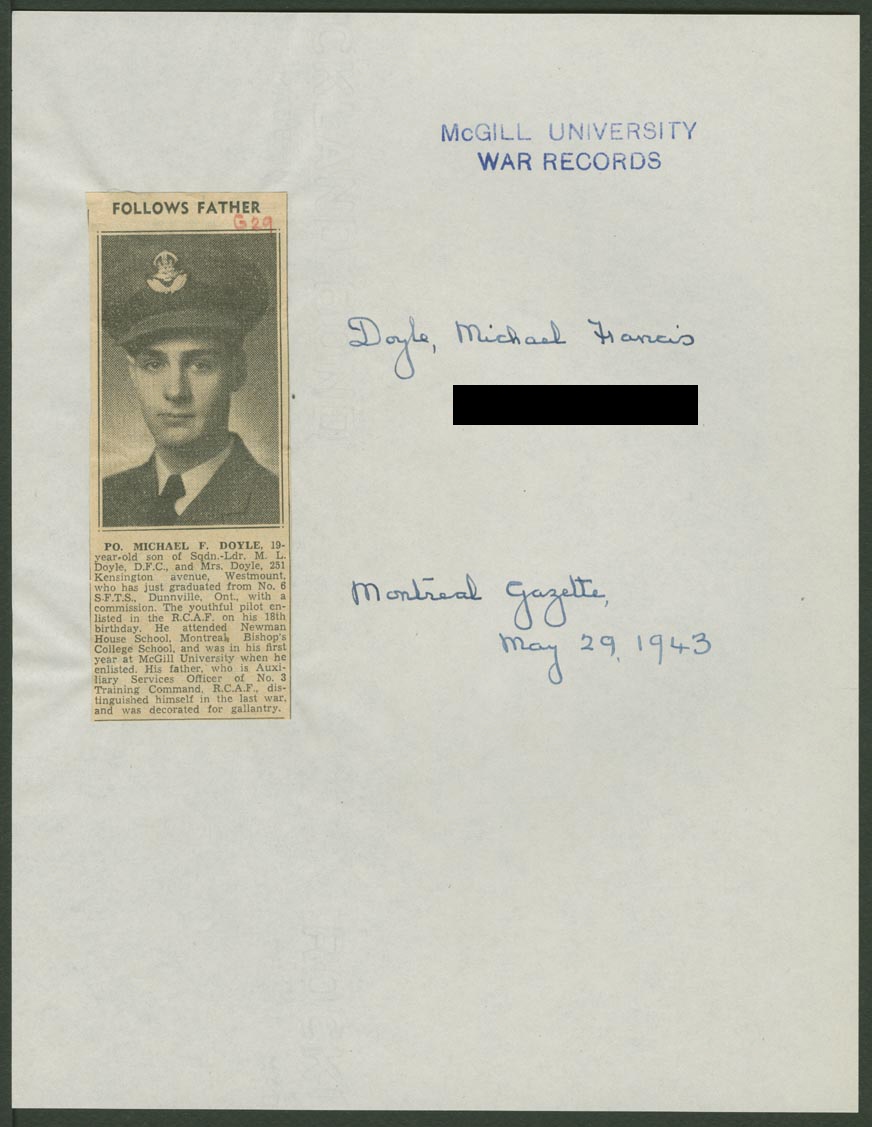 McGILL UNIVERSITY
WAR RECORDS
FOLLOWS FATHER
G 29
Doyle, Michael Francis
PO. MICHAEL F. DOYLE, 19-
year-old son of Sqdn.-Ldr. M. L.
Doyle, D.F.C., and Mrs. Doyle, 251
Kensington avenue, Westmount,
who has just graduated from No. 6
S.F.T.S., Dunnville, Ont., with a
commission. The youthful pilot en-
listed in the R.C.A.F. on his 18th
birthday. He attended Newman
House School, Montreal, Bishop's
College School, and was in his first
year at McGill University when he
enlisted. His father, who is Auxi-
liary Services Officer of No. 3
Training Command, R.C.A.F., dis-
tinguished himself in the last war,
and was decorated for gallantry.
Montreal Gazette,
May 29, 1943